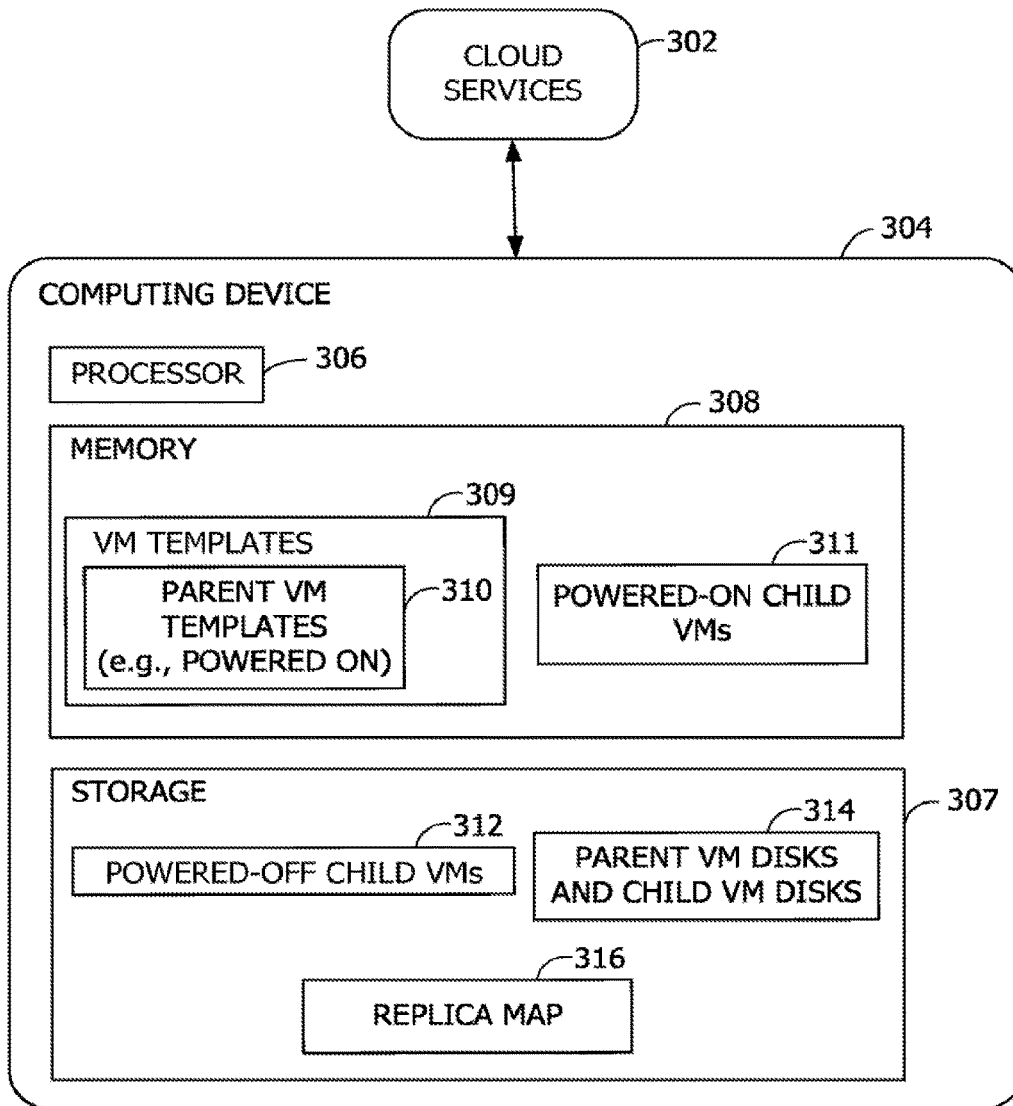 CLOUD
SERVICES
302
304
COMPUTING DEVICE
PROCESSOR
306
308
MEMORY
309
VM TEMPLATES
311
PARENT VM
TEMPLATES
(e.g., POWERED ON)
310
POWERED-ON CHILD
VMs
STORAGE
307
312
314
POWERED-OFF CHILD VMs
PARENT VM DISKS
AND CHILD VM DISKS
316
REPLICA MAP